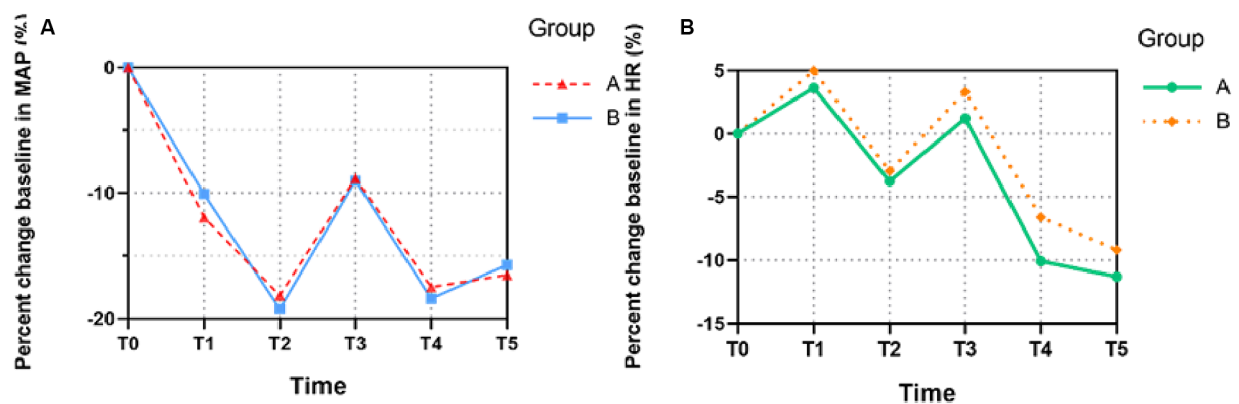 A
Percent change baseline in MAP (%)
0
-10
-20
T0 T1 T2 T3 T4 T5
Time
Group
A
B
B
Percent change baseline in HR (%)
5
0
-5
-10
-15
T0 T1 T2 T3 T4 T5
Time
Group
A
B